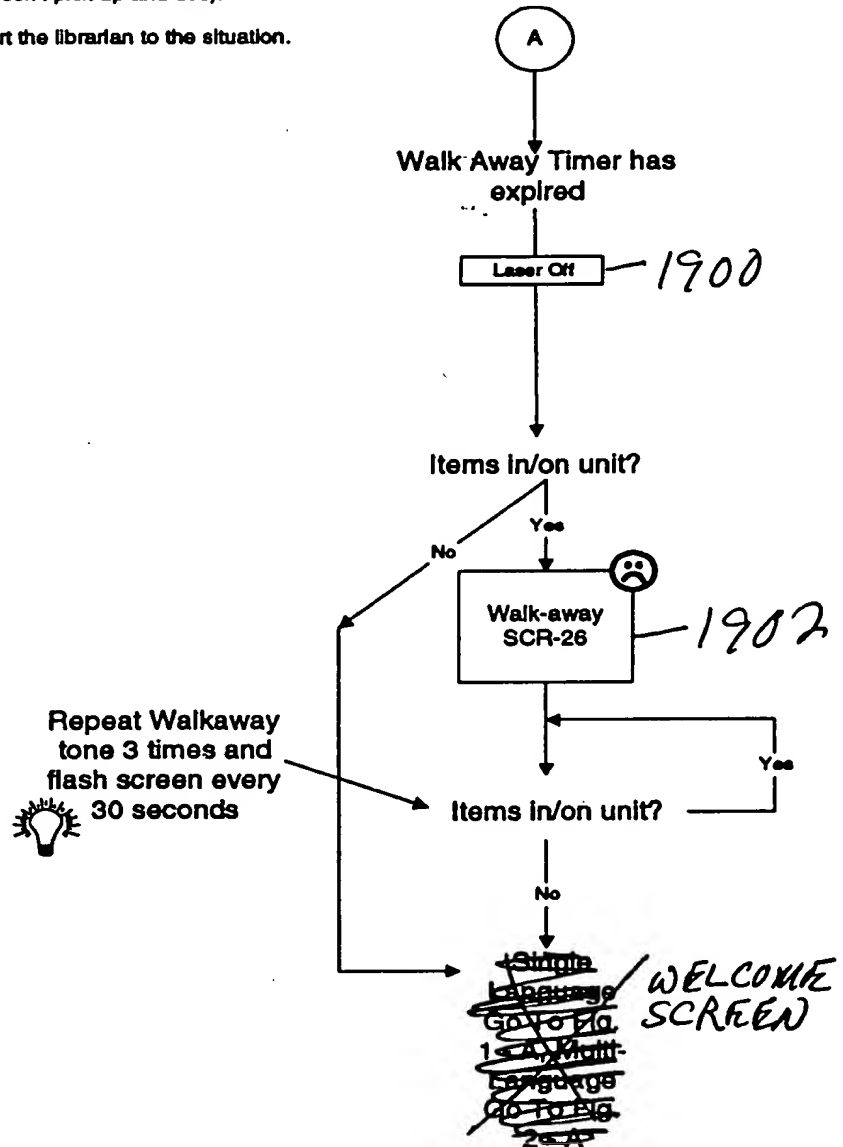 rt the librarian to the situation.
A
Walk Away Timer has
expired
Laser Off
1900
Items in/on unit?
Yes
No
Walk-away
SCR-26
1902
Repeat Walkaway
tone 3 times and
flash screen every
30 seconds
Yes
Items in/on unit?
No
Single
Language
Go To Fig.
Multi-
Language
Go To Fig.
WELCOME
SCREEN